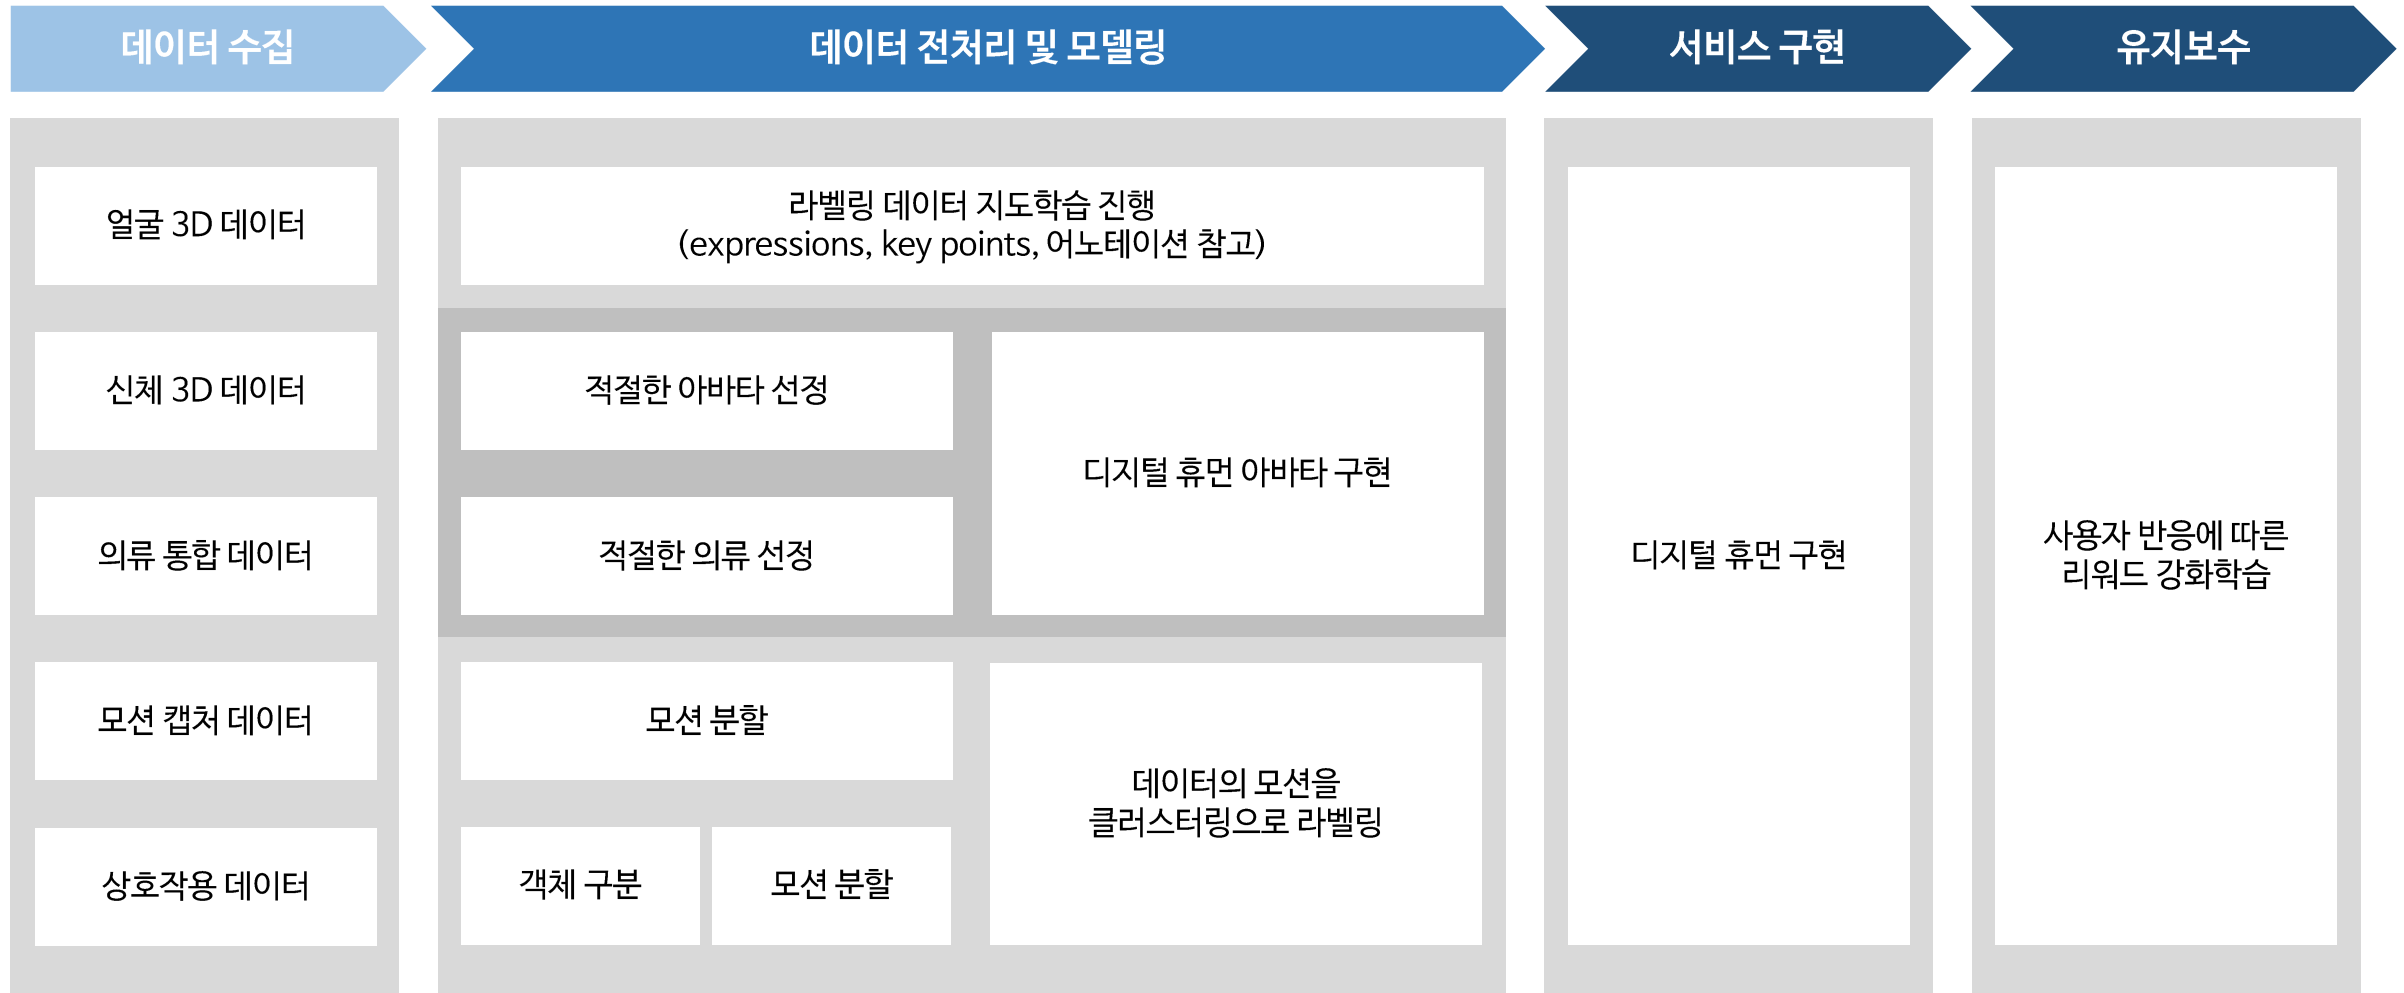 데이터 수집
데이터 전처리 및 모델링
서비스 구현
유지보수
얼굴 3D 데이터
신체 3D 데이터
의류 통합 데이터
모션 캡처 데이터
상호작용 데이터
라벨링 데이터 지도학습 진행
(expressions, key points, 어노테이션 참고)
적절한 아바타 선정
적절한 의류 선정
디지털 휴먼 아바타 구현
모션 분할
객체 구분
모션 분할
데이터의 모션을
클러스터링으로 라벨링
디지털 휴먼 구현
사용자 반응에 따른
리워드 강화학습